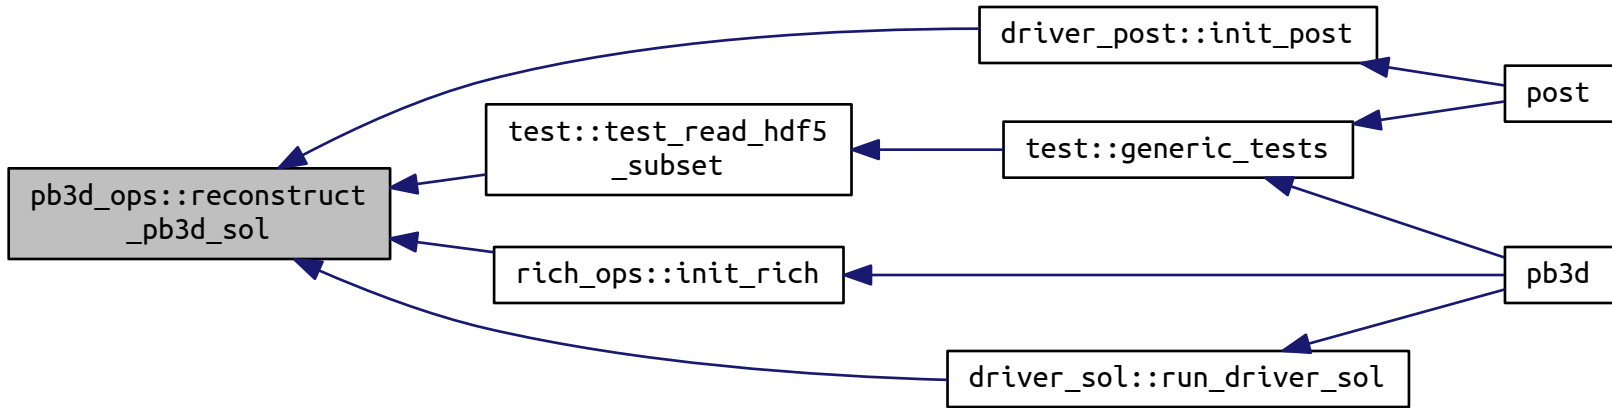 driver_post::init_post
post
test::test_read_hdf5
_subset
test::generic_tests
pb3d_ops::reconstruct
_pb3d_sol
rich_ops::init_rich
pb3d
driver_sol::run_driver_sol